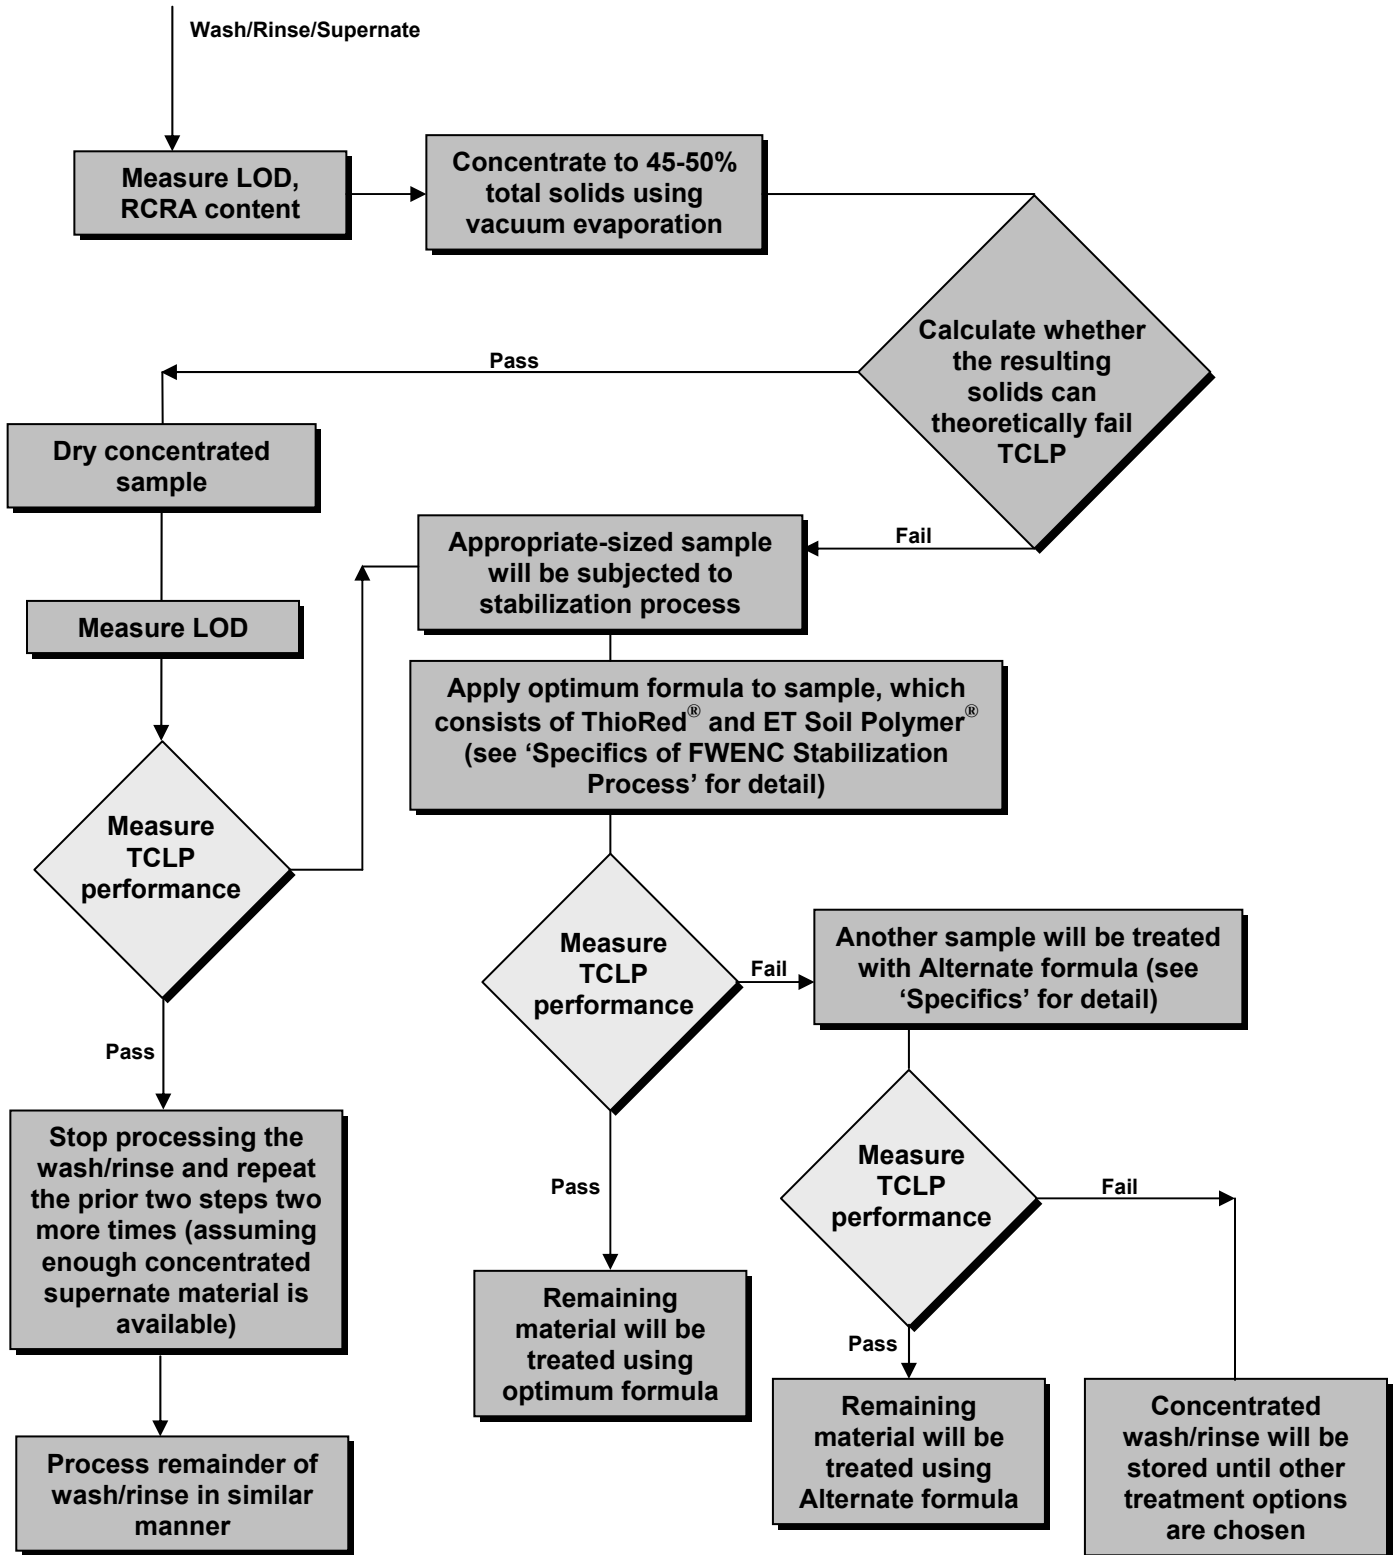 Wash/Rinse/Supernate
Measure LOD,
RCRA content
Concentrate to 45-50%
total solids using
vacuum evaporation
Calculate whether
the resulting
solids can
theoretically fail
TCLP
Pass
Dry concentrated
sample
Fail
Appropriate-sized sample
will be subjected to
stabilization process
Measure LOD
Apply optimum formula to sample, which
consists of ThioRed® and ET Soil Polymer®
(see ‘Specifics of FWENC Stabilization
Process’ for detail)
Measure
TCLP
performance
Measure
TCLP
performance
Fail
Another sample will be treated
with Alternate formula (see
‘Specifics’ for detail)
Pass
Stop processing the
wash/rinse and repeat
the prior two steps two
more times (assuming
enough concentrated
supernate material is
available)
Pass
Measure
TCLP
performance
Fail
Remaining
material will be
treated using
optimum formula
Pass
Remaining
material will be
treated using
Alternate formula
Concentrated
wash/rinse will be
stored until other
treatment options
are chosen
Process remainder of
wash/rinse in similar
manner